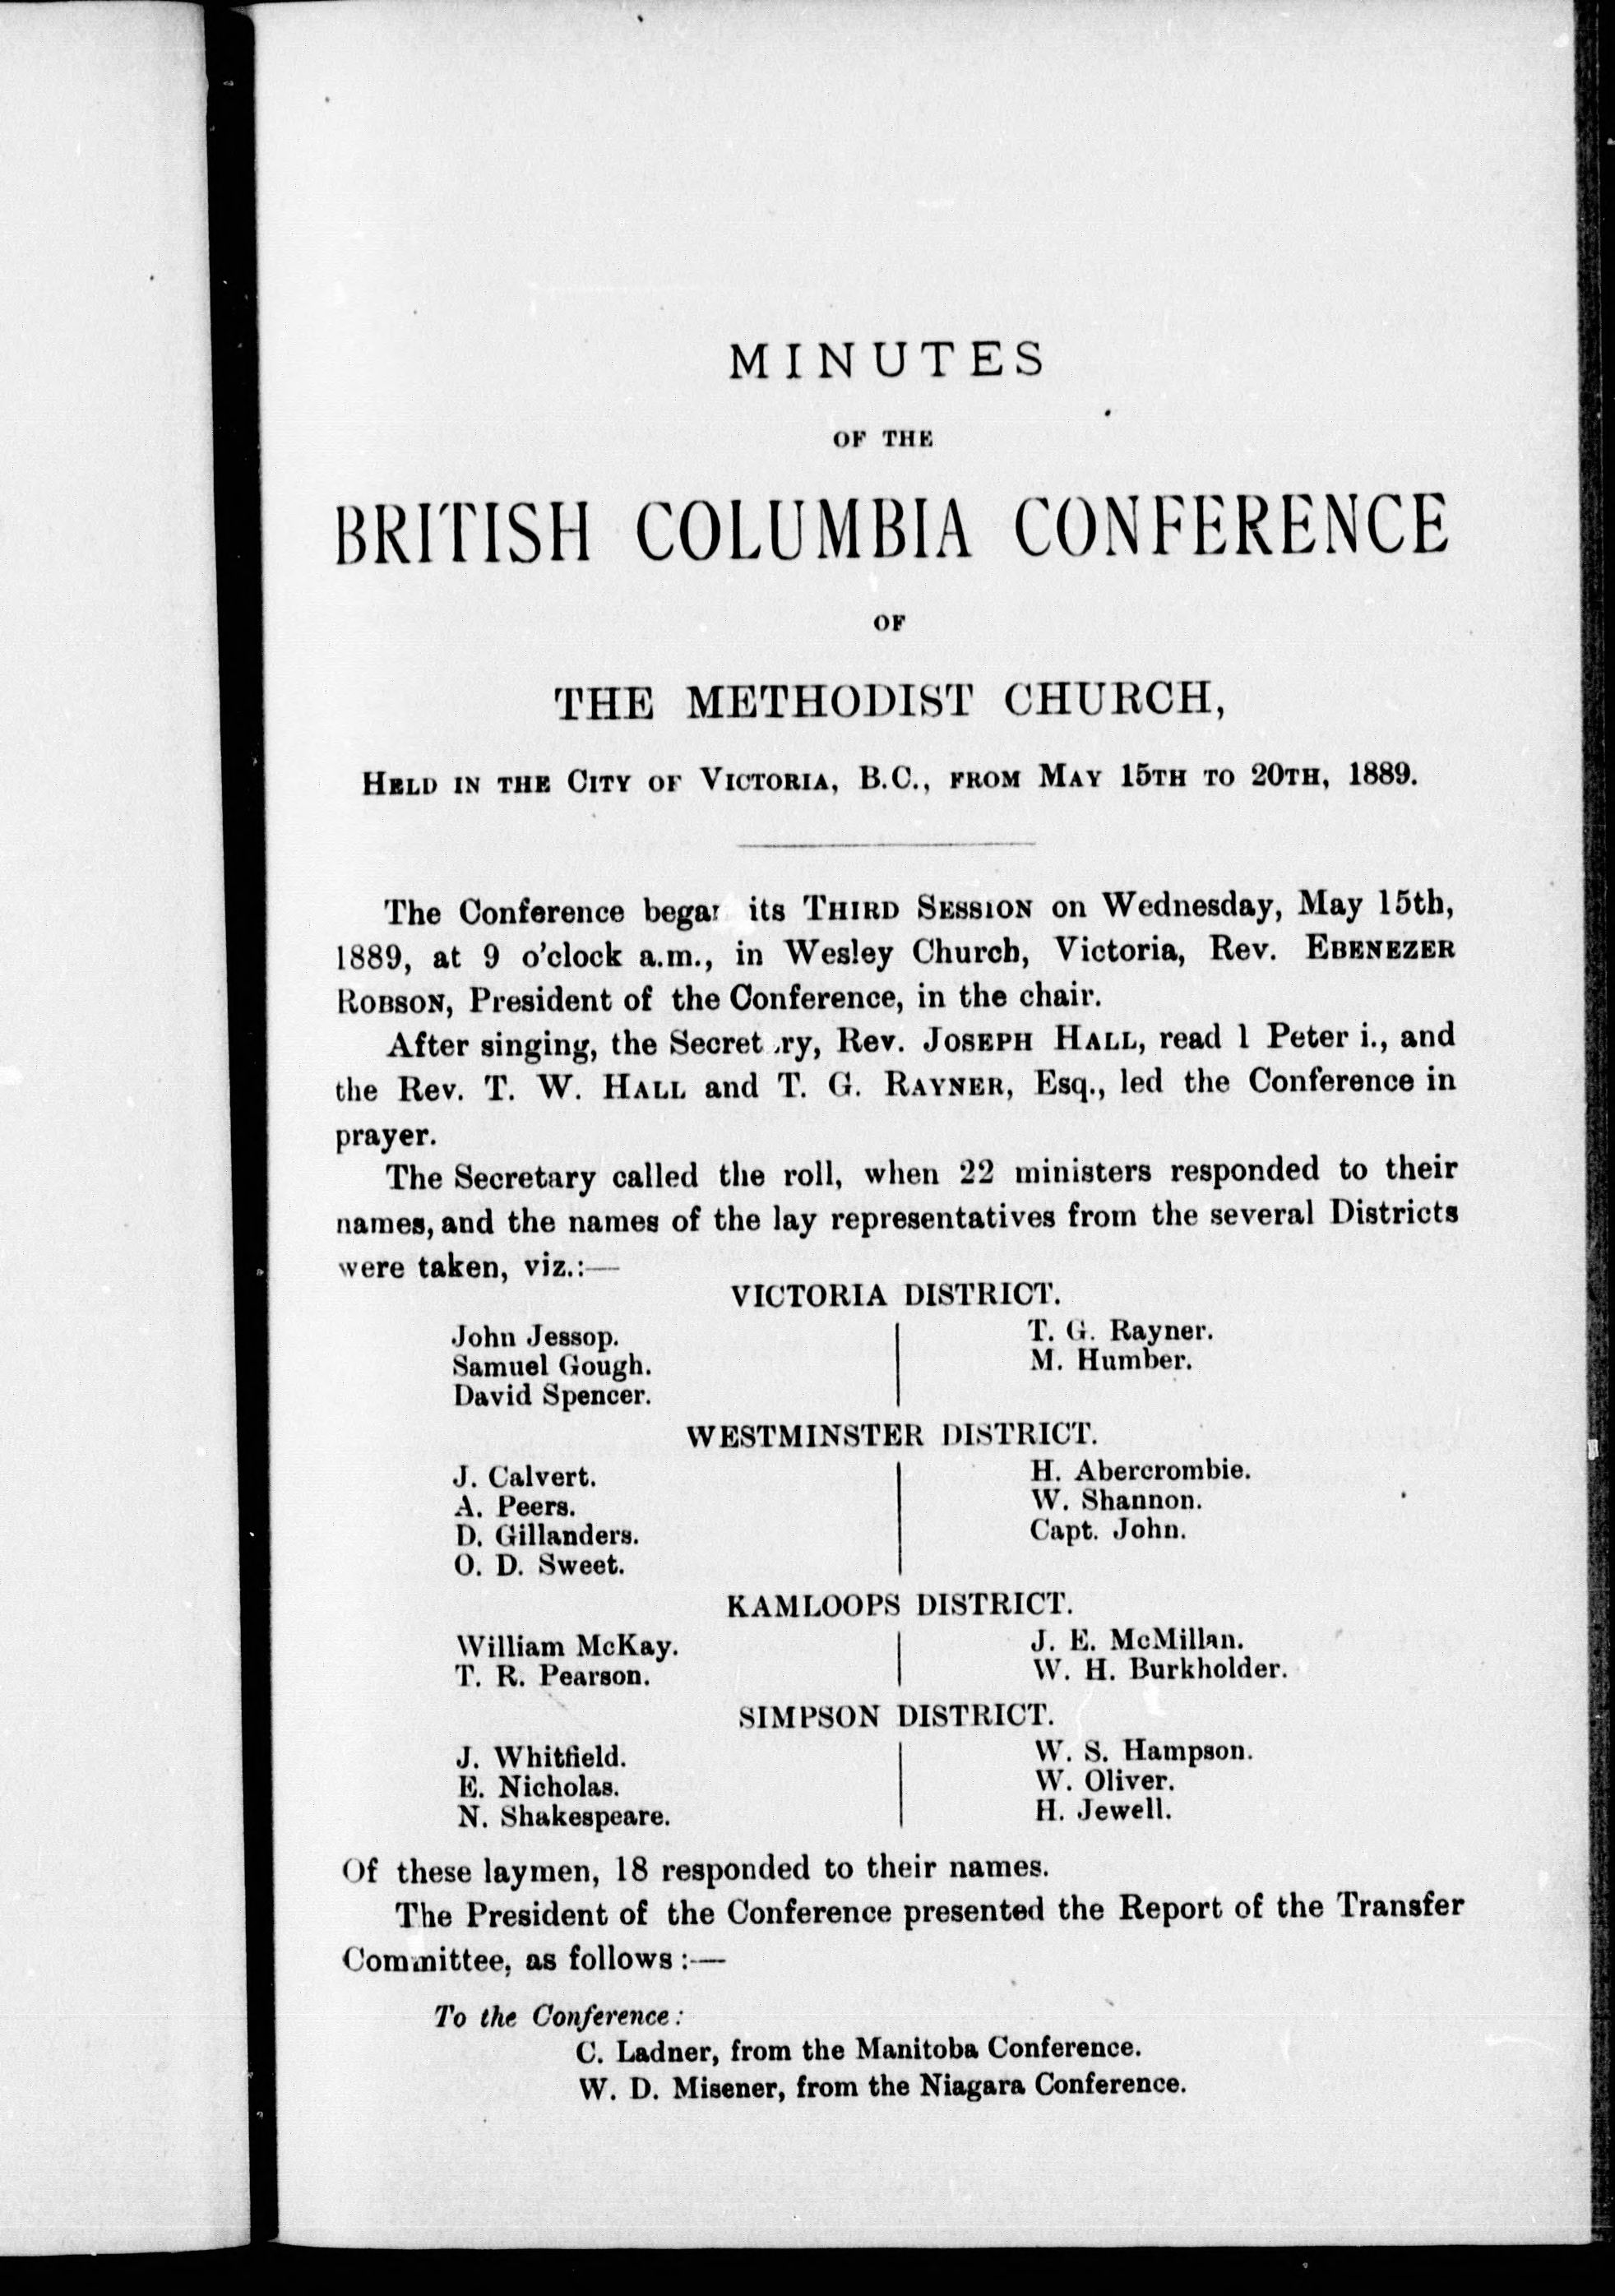 MINUTES
OF THE
BRITISH COLUMBIA CONFERENCE
OF
THE METHODIST CHURCH,
HELD IN THE CITY OF VICTORIA, B.C., FROM MAY 15TH TO 20TH, 1889.
The Conference began its THIRD SESSION on Wednesday, May 15th,
1889, at 9 o'clock a.m., in Wesley Church, Victoria, Rev. EBENEZER
ROBSON, President of the Conference, in the chair.
After singing, the Secretary, Rev. JOSEPH HALL, read 1 Peter i., and
the Rev. T. W. HALL and T. G. RAYNER, Esq., led the Conference in
prayer.
The Secretary called the roll, when 22 ministers responded to their
names, and the names of the lay representatives from the several Districts
were taken, viz.:—
VICTORIA DISTRICT.
John Jessop.
Samuel Gough.
David Spencer.
T. G. Rayner.
M. Humber.
WESTMINSTER DISTRICT.
J. Calvert.
A. Peers.
D. Gillanders.
O. D. Sweet.
H. Abercrombie.
W. Shannon.
Capt. John.
KAMLOOPS DISTRICT.
William McKay.
T. R. Pearson.
J. E. McMillan.
W. H. Burkholder.
SIMPSON DISTRICT.
J. Whitfield.
E. Nicholas.
N. Shakespeare.
W. S. Hampson.
W. Oliver.
H. Jewell.
Of these laymen, 18 responded to their names.
The President of the Conference presented the Report of the Transfer
Committee, as follows:—
To the Conference:
C. Ladner, from the Manitoba Conference.
W. D. Misener, from the Niagara Conference.